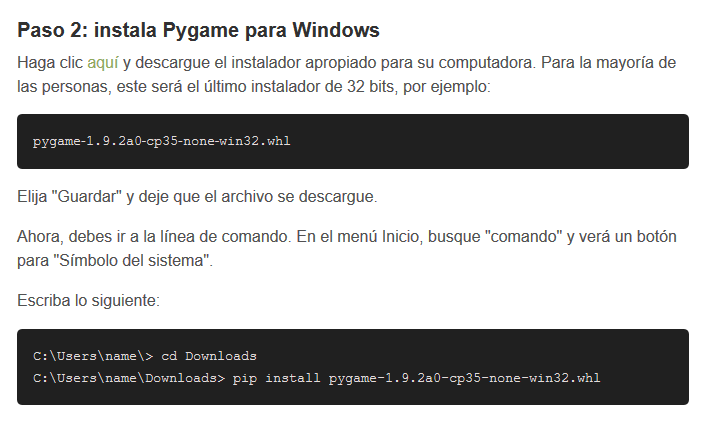 Paso 2: instala Pygame para Windows
Haga clic aquí y descargue el instalador apropiado para su computadora. Para la mayoría de
las personas, este será el último instalador de 32 bits, por ejemplo:
pygame-1.9.2a0-cp35-none-win32.whl
Elija "Guardar" y deje que el archivo se descargue.
Ahora, debes ir a la línea de comando. En el menú Inicio, busque "comando" y verá un botón
para "Símbolo del sistema".
Escriba lo siguiente:
C:\Users\name\> cd Downloads
C:\Users\name\Downloads> pip install pygame-1.9.2a0-cp35-none-win32.whl